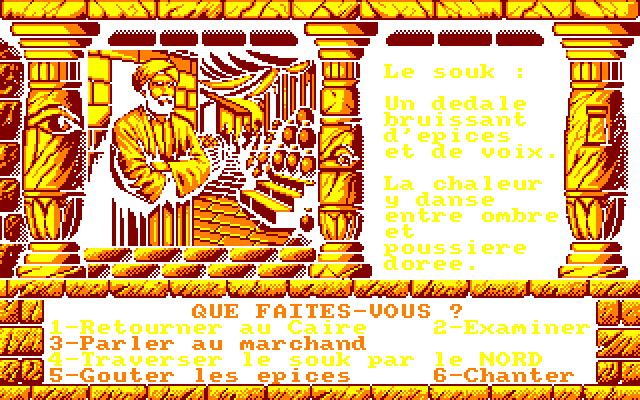 Le souk :
Un dedale
bruissant
d'epices
et de voix.
La chaleur
y danse
entre ombre
et
poussiere
doree.
QUE FAITES-VOUS ?
1-Retourner au Caire 2-Examiner
3-Parler au marchand
4-Traverser le souk par le NORD
5-Gouter les epices 6-Chanter